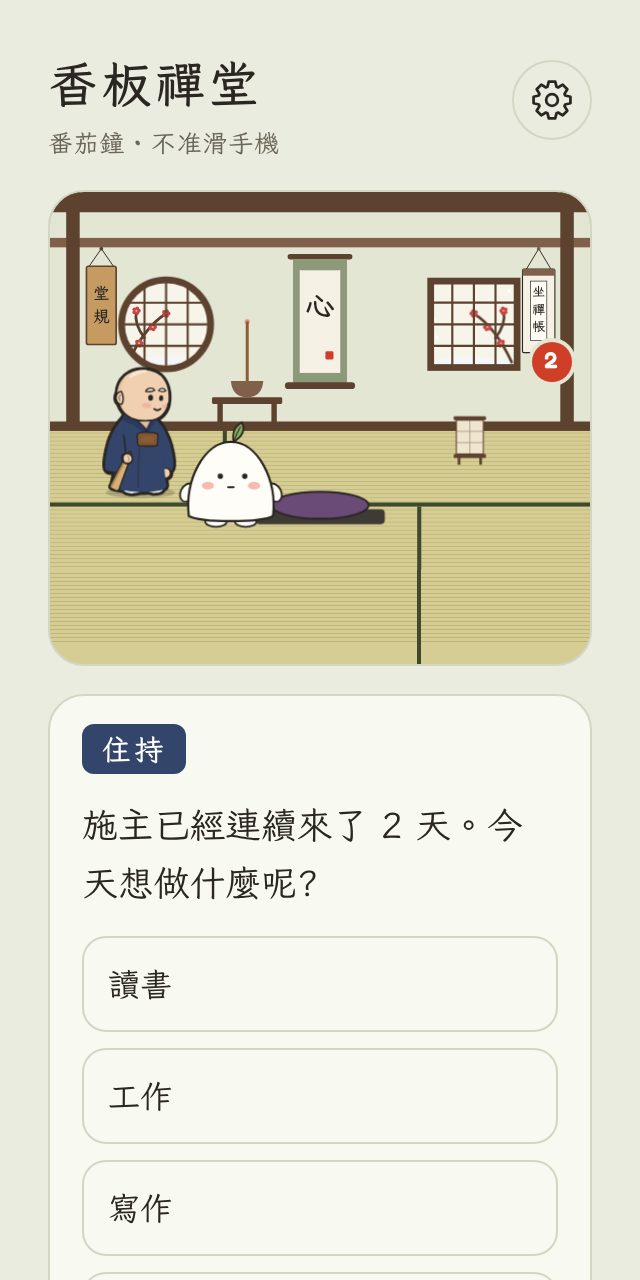 香板禪堂
番茄鐘・不准滑手機
堂規
心
坐禪帳
2
住持
施主已經連續來了 2 天。今
天想做什麼呢?
讀書
工作
寫作